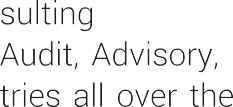 sulting
Audit, Advisory,
tries all over the